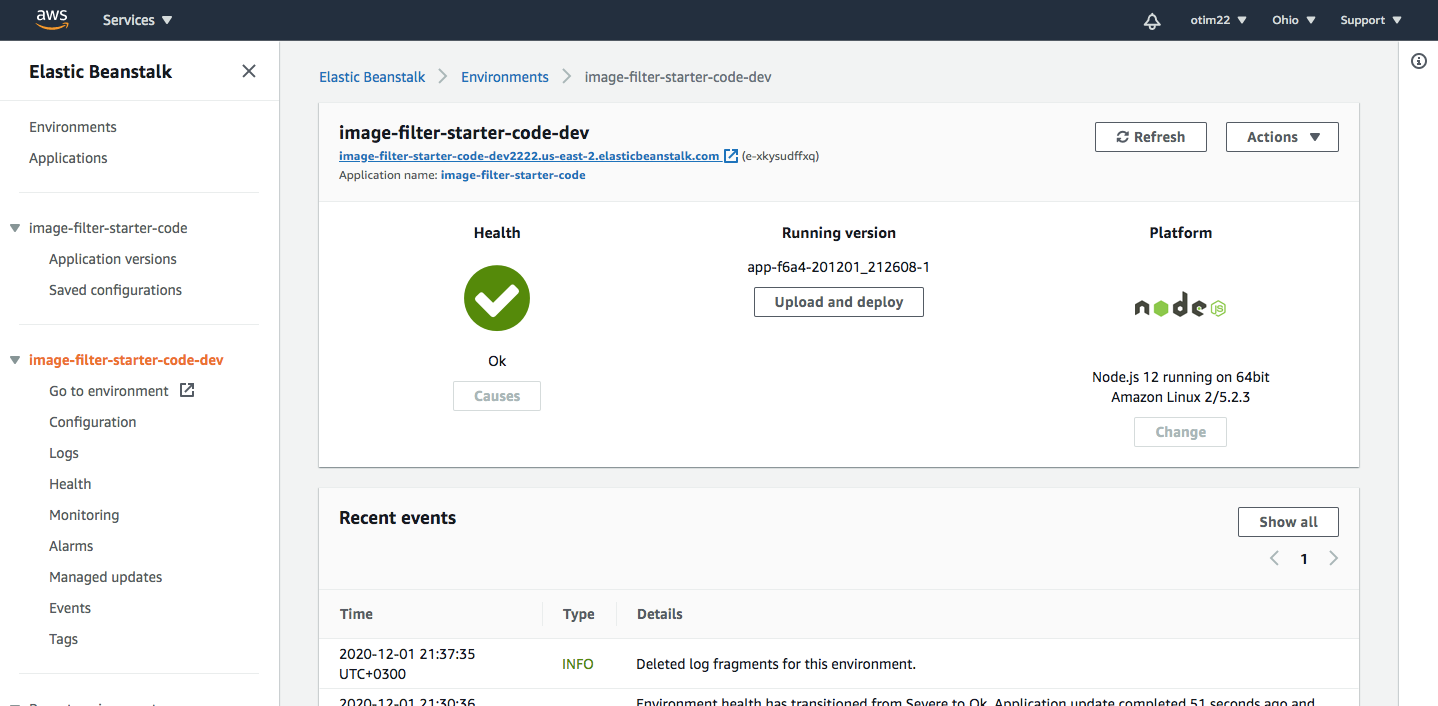 aws
Services
otim22
Ohio
Support
Elastic Beanstalk
Environments
Applications
image-filter-starter-code
Application versions
Saved configurations
image-filter-starter-code-dev
Go to environment
Configuration
Logs
Health
Monitoring
Alarms
Managed updates
Events
Tags
Elastic Beanstalk
Environments
image-filter-starter-code-dev
image-filter-starter-code-dev
image-filter-starter-code-dev2222.us-east-2.elasticbeanstalk.com (e-xkysudffxq)
Application name: image-filter-starter-code
Refresh
Actions
Health
Ok
Causes
Running version
app-f6a4-201201_212608-1
Upload and deploy
Platform
node JS
Node.js 12 running on 64bit
Amazon Linux 2/5.2.3
Change
Recent events
Show all
1
Time Type Details
2020-12-01 21:37:35
UTC+0300
INFO
Deleted log fragments for this environment.
2020-12-01 21:30:36
Environment health has transitioned from Severe to Ok. Application update completed 51 seconds ago and